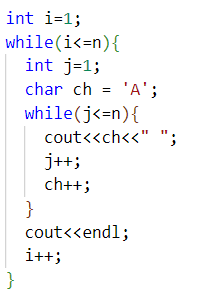 int i=1;
while(i<=n){
  int j=1;
  char ch = 'A';
  while(j<=n){
    cout<<ch<<" ";
    j++;
    ch++;
  }
  cout<<endl;
  i++;
}